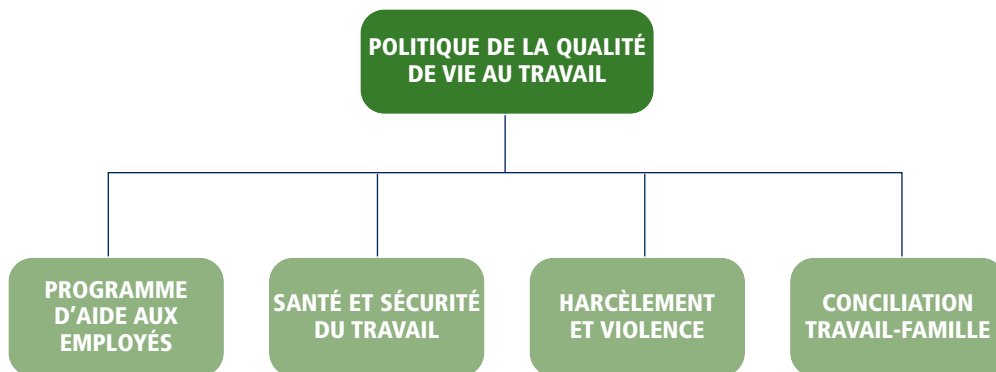 POLITIQUE DE LA QUALITÉ
DE VIE AU TRAVAIL
PROGRAMME
D'AIDE AUX
EMPLOYÉS
SANTÉ ET SÉCURITÉ
DU TRAVAIL
HARCÈLEMENT
ET VIOLENCE
CONCILIATION
TRAVAIL-FAMILLE